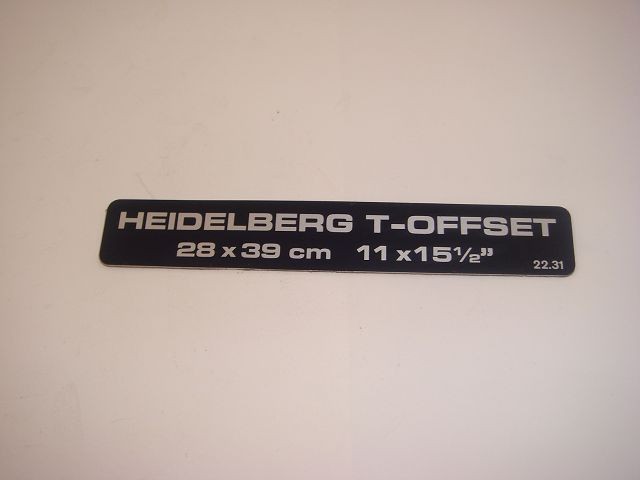 HEIDELBERG T-OFFSET
28 x 39 cm 11 x 15½”
22.31